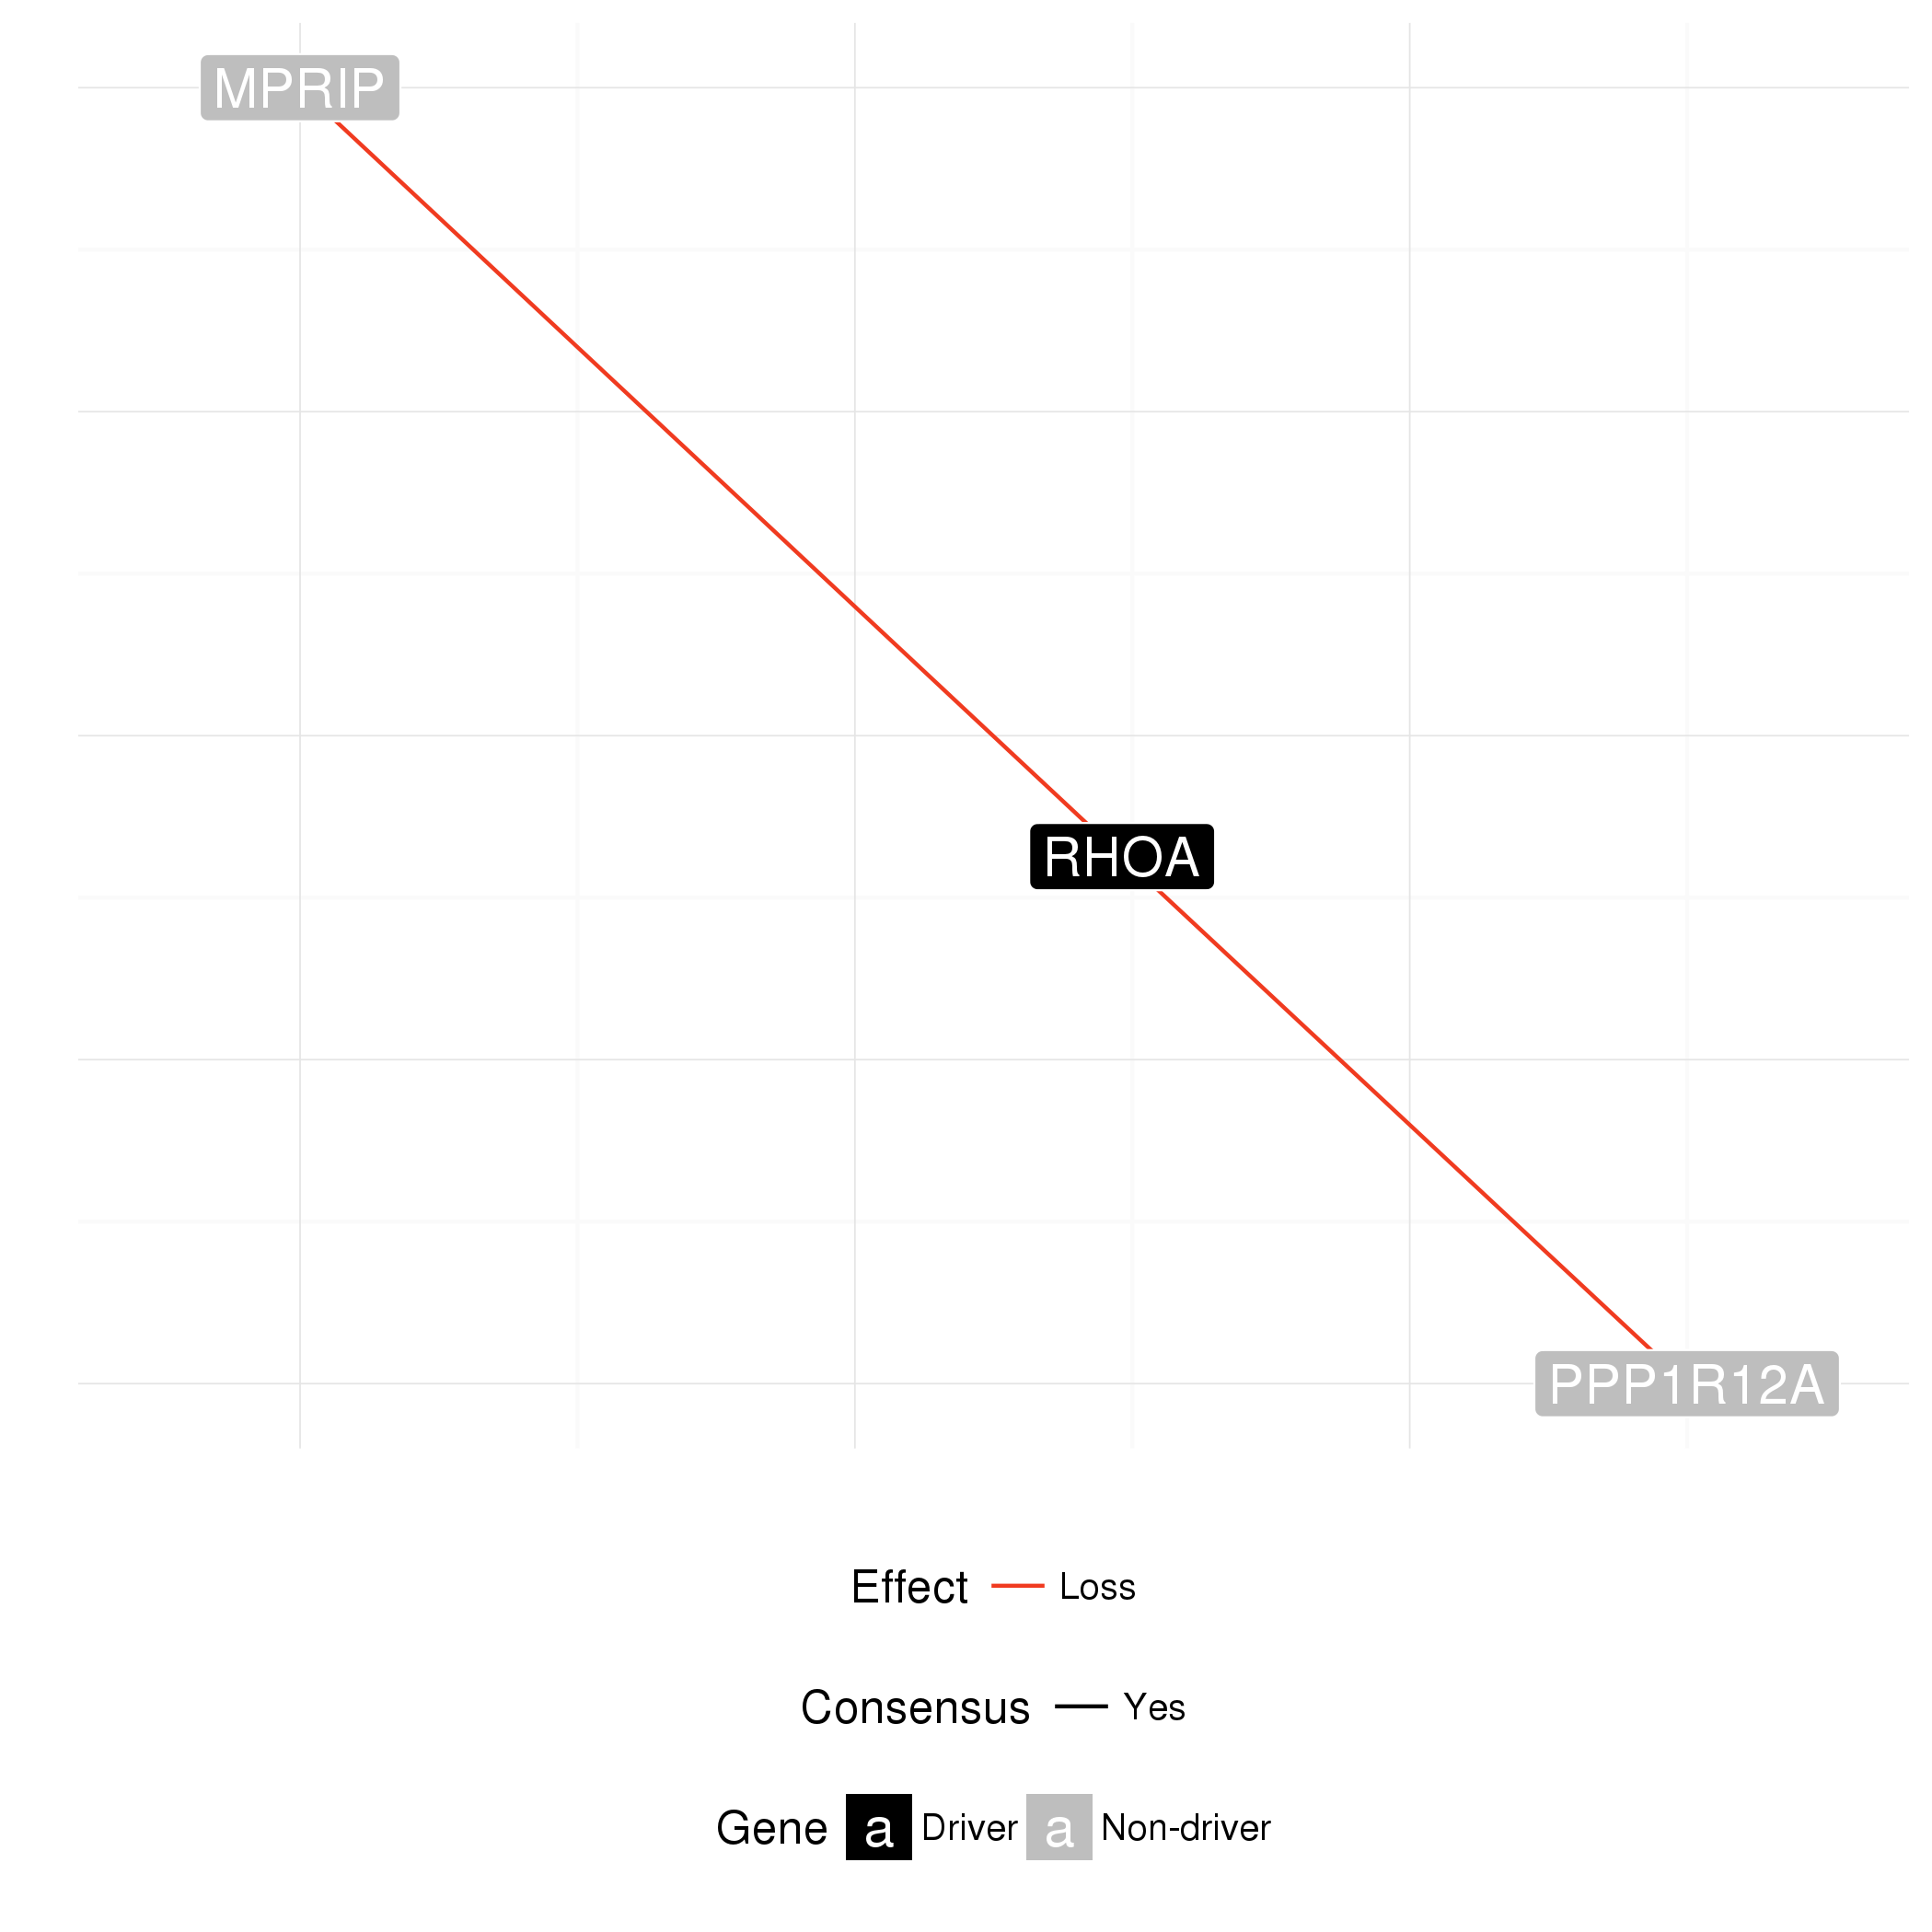 MPRIP
RHOA
PPP1R12A
Effect Loss
Consensus Yes
Gene a Driver a Non-driver